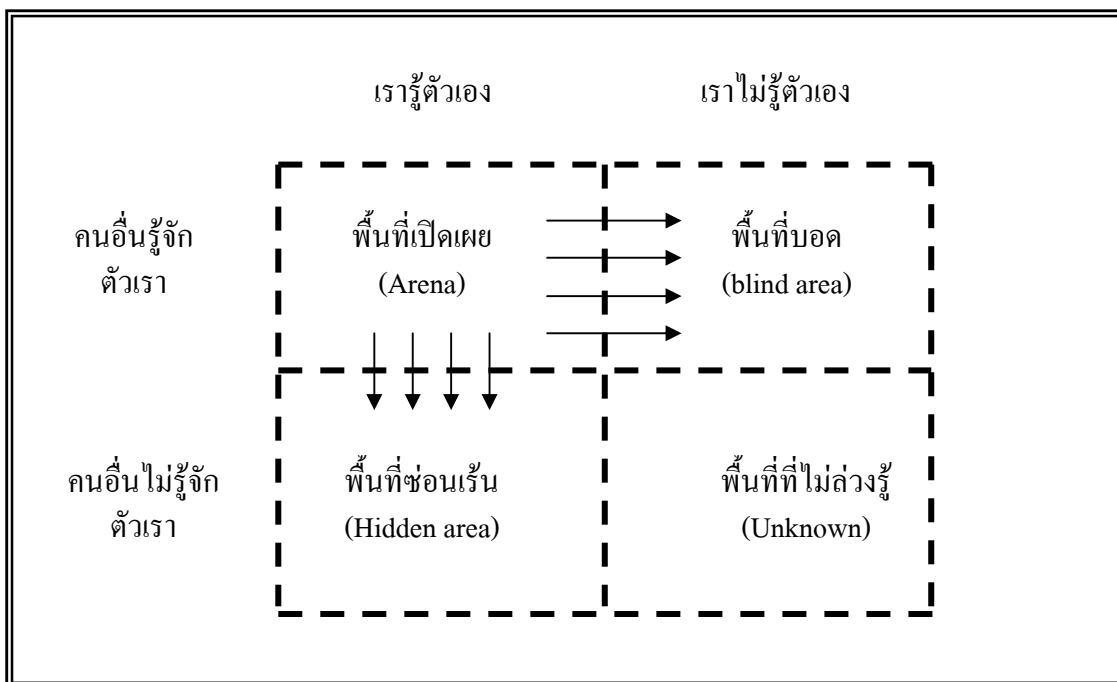 เรารู้ตัวเอง
เราไม่รู้ตัวเอง
คนอื่นรู้จัก
ตัวเรา
พื้นที่เปิดเผย
(Arena)
พื้นที่บอด
(blind area)
คนอื่นไม่รู้จัก
ตัวเรา
พื้นที่ซ่อนเร้น
(Hidden area)
พื้นที่ที่ไม่ล่วงรู้
(Unknown)